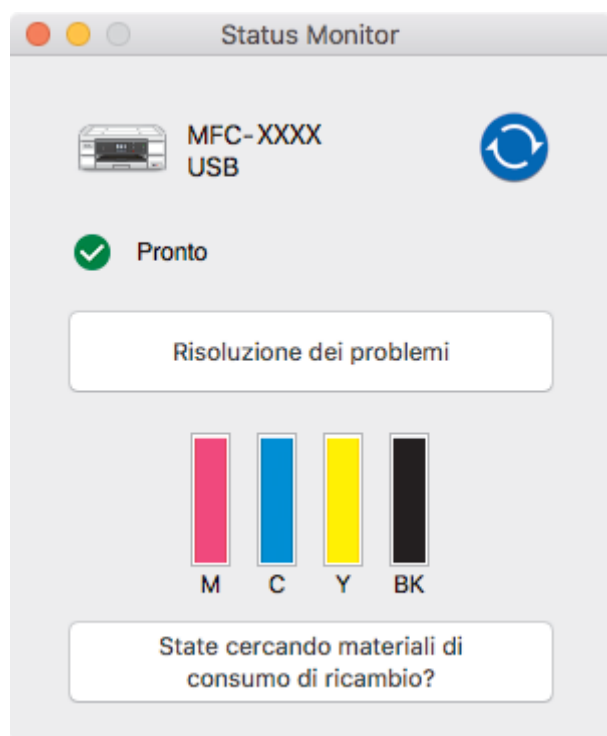 Status Monitor
MFC-XXXX
USB
Pronto
Risoluzione dei problemi
M C Y BK
State cercando materiali di
consumo di ricambio?